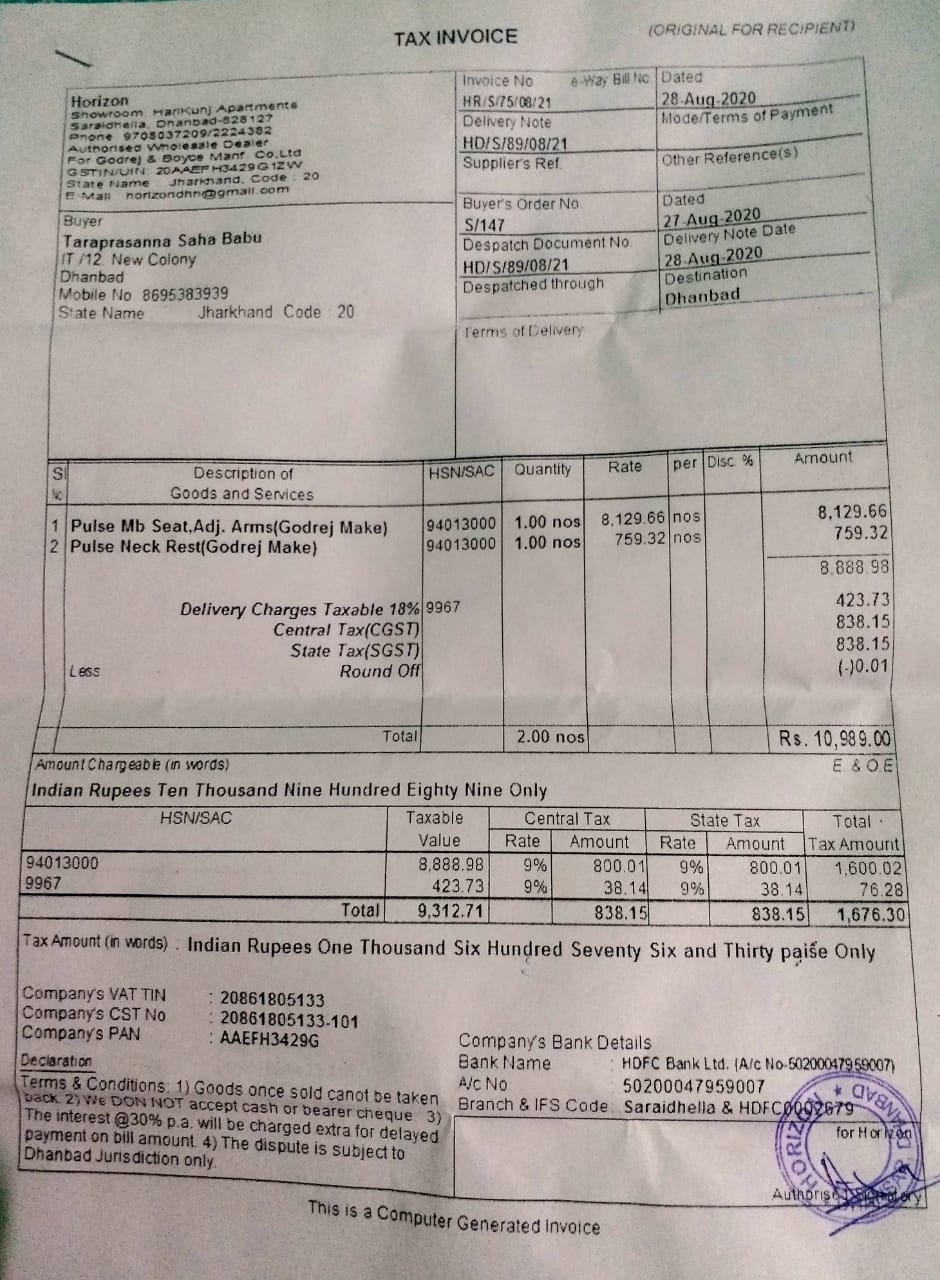 TAX INVOICE
(ORIGINAL FOR RECIPIENT)
Horizon
Showroom HariKunj Apartments
Saraidhella, Dhanbad-828127
Phone 9708037209/2224382
Authorised Wholesale Dealer
For Godrej & Boyce Manf. Co.Ltd
GSTIN/UIN: 20AAEFH3429G1ZW
State Name Jharkhand, Code : 20
E-Mail horizondhn@gmail.com
Invoice No e-Way Bill No Dated
HR/S/75/08/21 28-Aug-2020
Delivery Note Mode/Terms of Payment
HD/S/89/08/21
Supplier's Ref. Other Reference(s)
Buyer's Order No Dated
S/147 27-Aug-2020
Despatch Document No. Delivery Note Date
HD/S/89/08/21 28-Aug-2020
Despatched through Destination
Dhanbad
Terms of Delivery
Buyer
Taraprasanna Saha Babu
IT /12. New Colony
Dhanbad
Mobile No 8695383939
State Name Jharkhand Code : 20
Sl Description of HSN/SAC Quantity Rate per Disc. % Amount
No Goods and Services
1 Pulse Mb Seat,Adj. Arms(Godrej Make) 94013000 1.00 nos 8,129.66 nos 8,129.66
2 Pulse Neck Rest(Godrej Make) 94013000 1.00 nos 759.32 nos 759.32
8,888.98
Delivery Charges Taxable 18% 9967 423.73
Central Tax(CGST) 838.15
State Tax(SGST) 838.15
Less Round Off (-)0.01
Total 2.00 nos Rs. 10,989.00
Amount Chargeable (in words) E & O.E
Indian Rupees Ten Thousand Nine Hundred Eighty Nine Only
HSN/SAC Taxable Central Tax State Tax Total
Value Rate Amount Rate Amount Tax Amount
94013000 8,888.98 9% 800.01 9% 800.01 1,600.02
9967 423.73 9% 38.14 9% 38.14 76.28
Total 9,312.71 838.15 838.15 1,676.30
Tax Amount (in words) : Indian Rupees One Thousand Six Hundred Seventy Six and Thirty paise Only
Company's VAT TIN : 20861805133
Company's CST No : 20861805133-101
Company's PAN : AAEFH3429G
Declaration
Terms & Conditions: 1) Goods once sold canot be taken
back. 2) We DON NOT accept cash or bearer cheque 3)
The interest @30% p.a. will be charged extra for delayed
payment on bill amount. 4) The dispute is subject to
Dhanbad Jurisdiction only.
Company's Bank Details
Bank Name : HDFC Bank Ltd. (A/c No-50200047959007)
A/c No : 50200047959007
Branch & IFS Code : Saraidhella & HDFC0002679
for Horizon
Authorised Signatory
HORIZON ★ DHANBAD
This is a Computer Generated Invoice